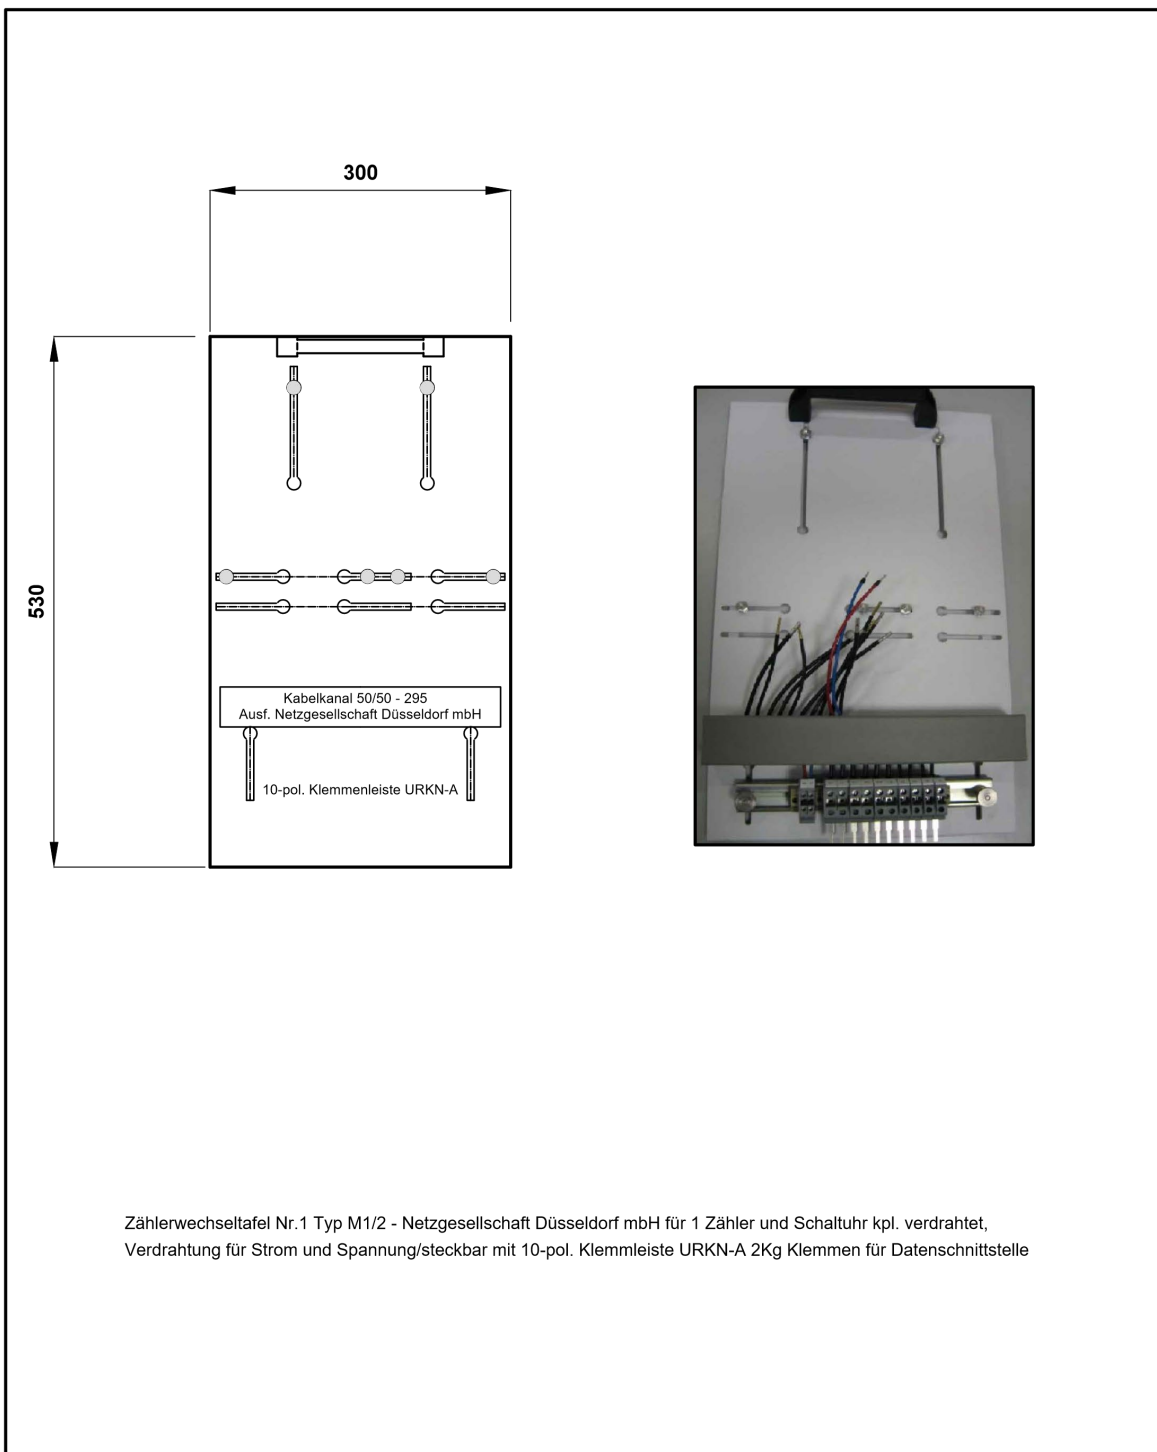 300
530
Kabelkanal 50/50 - 295
Ausf. Netzgesellschaft Düsseldorf mbH
10-pol. Klemmenleiste URKN-A
Zählerwechseltafel Nr.1 Typ M1/2 - Netzgesellschaft Düsseldorf mbH für 1 Zähler und Schaltuhr kpl. verdrahtet,
Verdrahtung für Strom und Spannung/steckbar mit 10-pol. Klemmleiste URKN-A 2Kg Klemmen für Datenschnittstelle